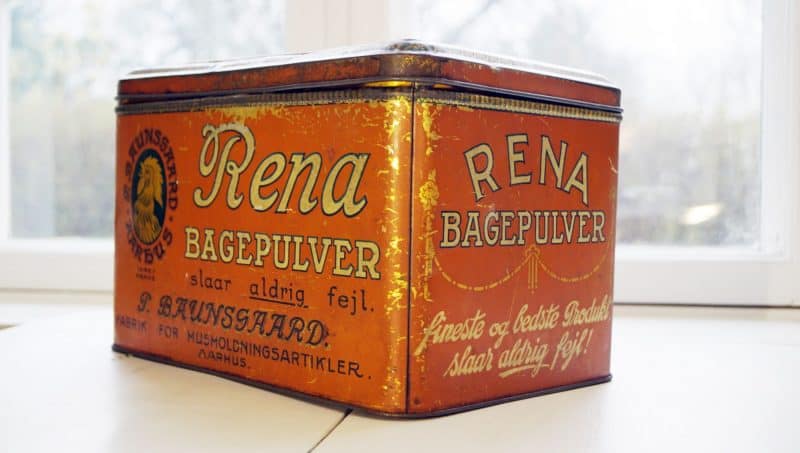 P. BAUNSGAARD.
AARHUS
Rena
BAGEPULVER
slaar aldrig fejl.
P. BAUNSGAARD.
FABRIK FOR HUSHOLDNINGSARTIKLER.
AARHUS.
RENA
BAGEPULVER
fineste og bedste Produkt
slaar aldrig fejl!